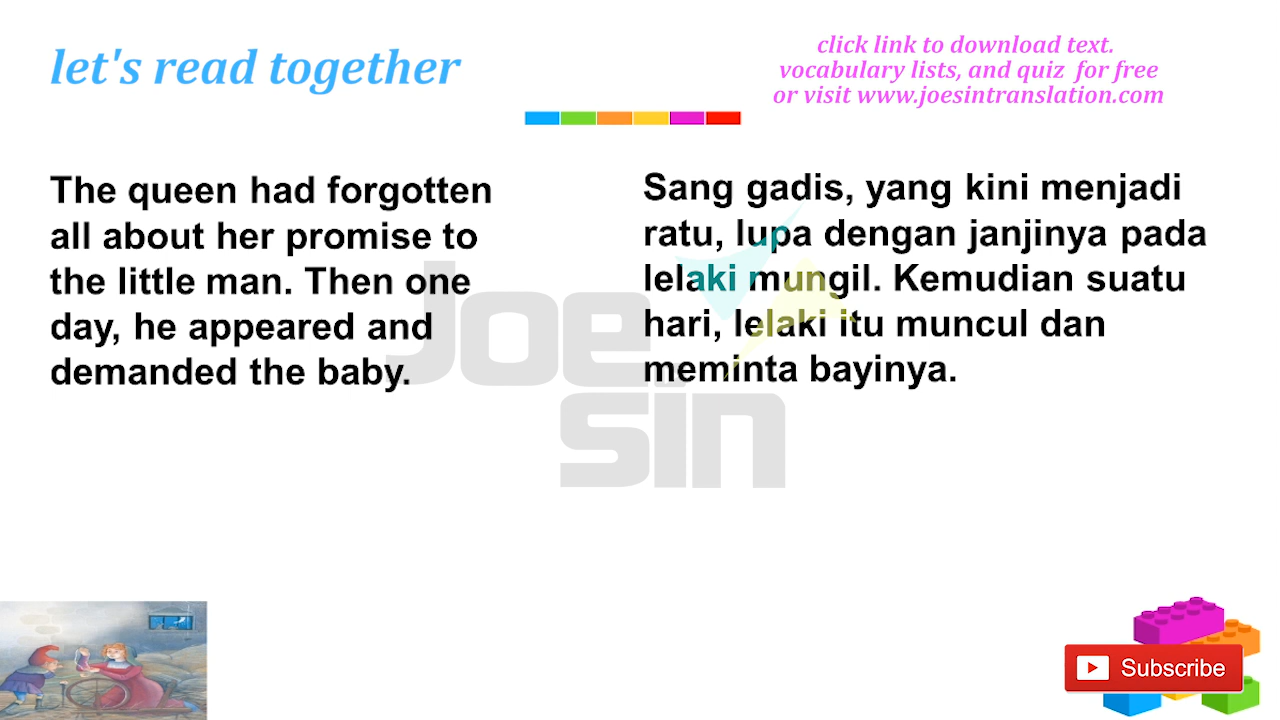 let's read together
click link to download text.
vocabulary lists, and quiz for free
or visit www.joesintranslation.com
The queen had forgotten
all about her promise to
the little man. Then one
day, he appeared and
demanded the baby.
Sang gadis, yang kini menjadi
ratu, lupa dengan janjinya pada
lelaki mungil. Kemudian suatu
hari, lelaki itu muncul dan
meminta bayinya.
Joe
sin
Subscribe